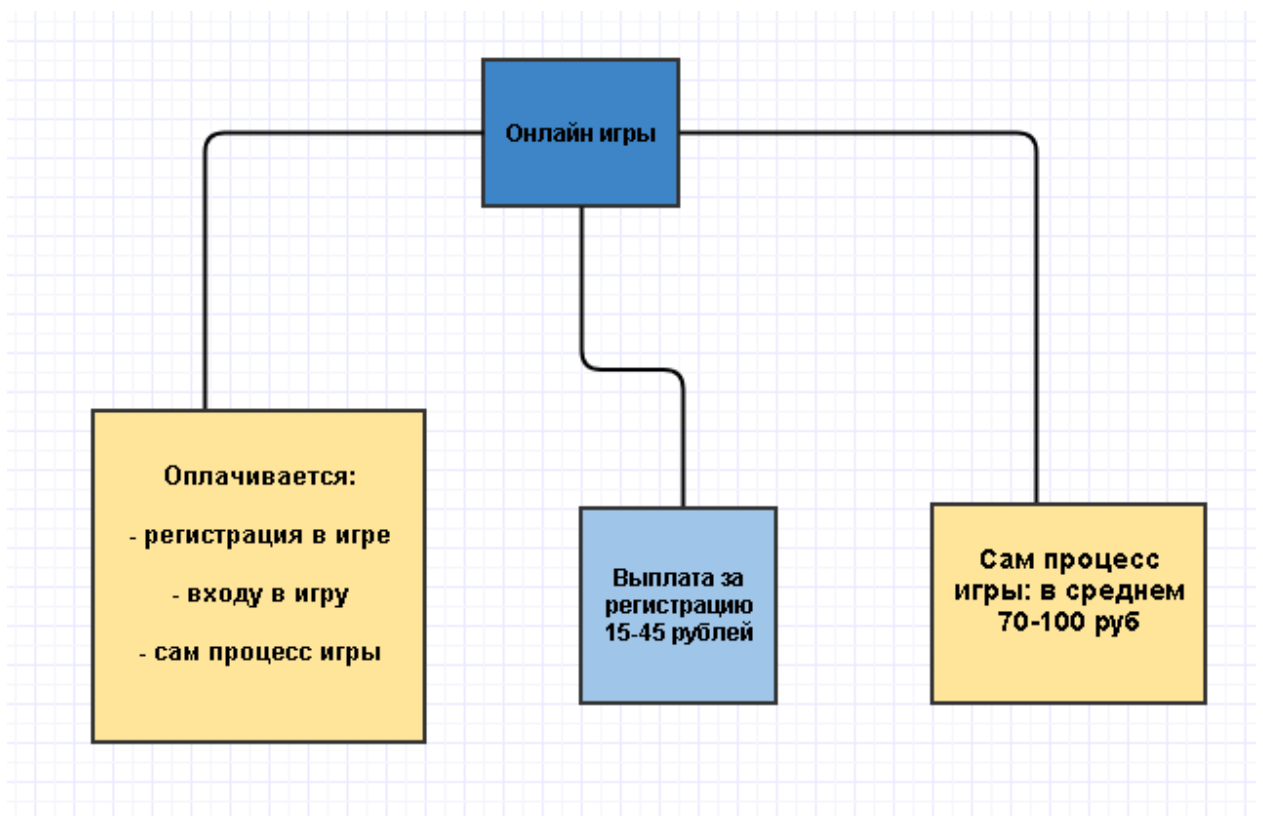 Онлайн игры
Оплачивается:
- регистрация в игре
- входу в игру
- сам процесс игры
Выплата за
регистрацию
15-45 рублей
Сам процесс
игры: в среднем
70-100 руб